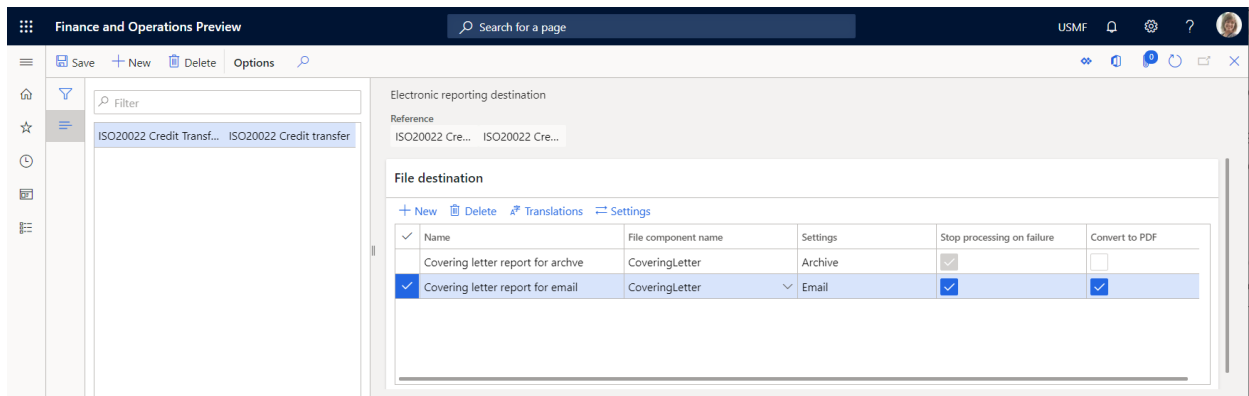 Finance and Operations Preview Search for a page USMF ?
Save New Delete Options 0
Filter
ISO20022 Credit Transf... ISO20022 Credit transfer
Electronic reporting destination
Reference
ISO20022 Cre... ISO20022 Cre...
File destination
New Delete Translations Settings
Name File component name Settings Stop processing on failure Convert to PDF
Covering letter report for archve CoveringLetter Archive
Covering letter report for email CoveringLetter Email